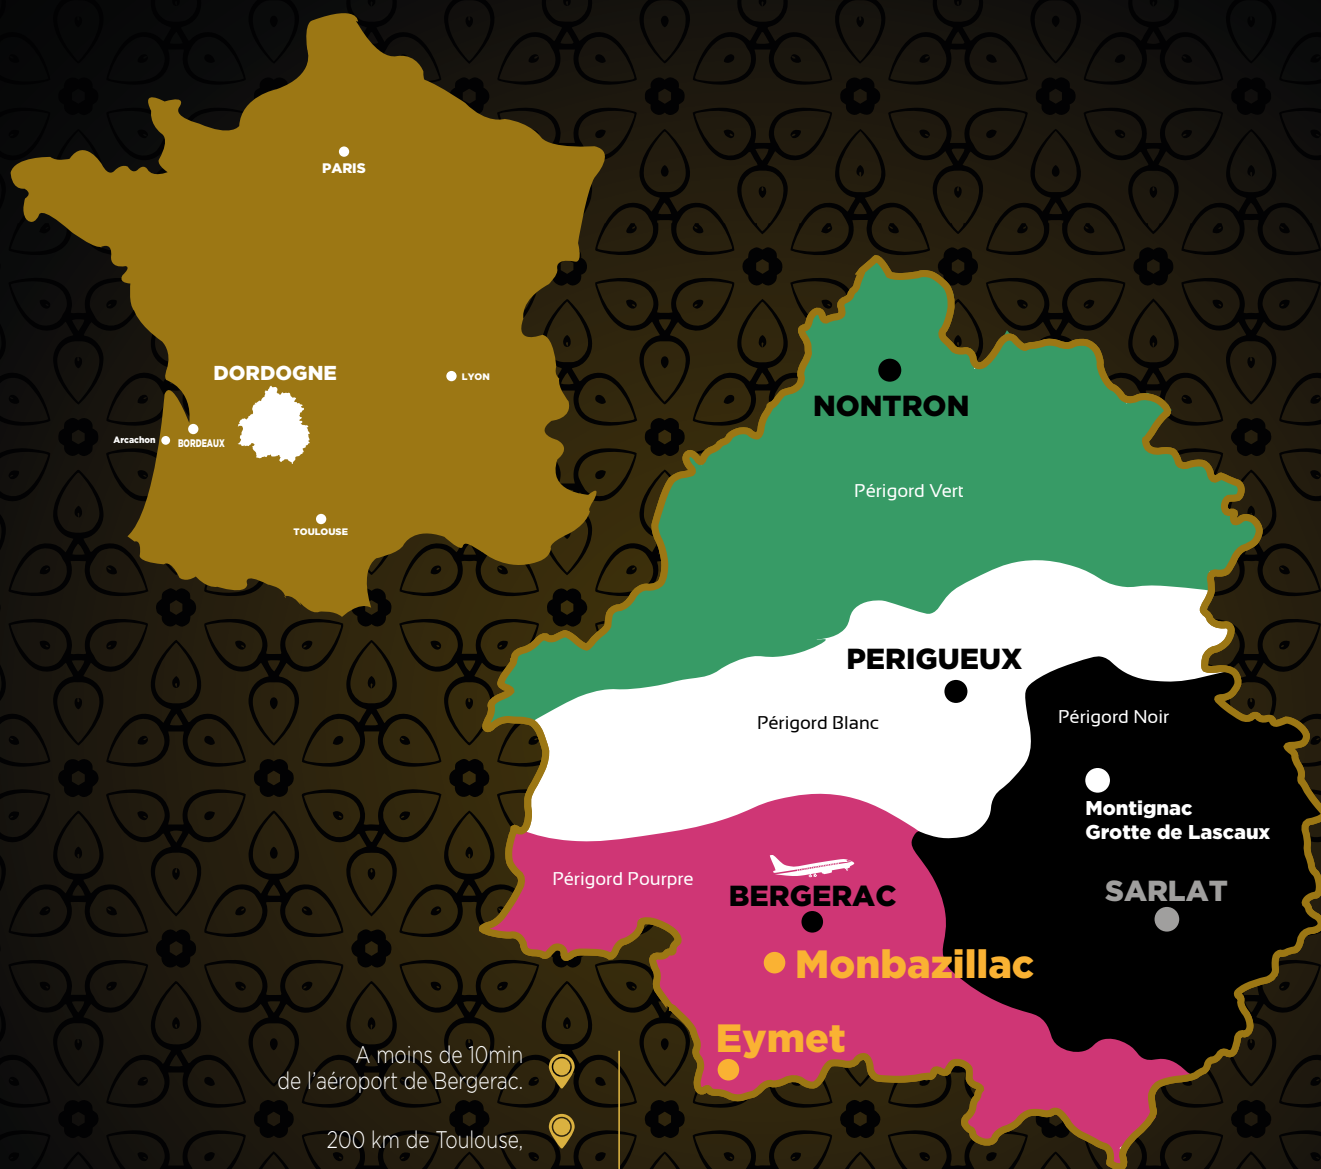 PARIS
DORDOGNE
LYON
Arcachon
BORDEAUX
TOULOUSE
NONTRON
Périgord Vert
PERIGUEUX
Périgord Blanc
Périgord Noir
Montignac
Grotte de Lascaux
SARLAT
Périgord Pourpre
BERGERAC
Monbazillac
Eymet
A moins de 10min
de l'aéroport de Bergerac.
200 km de Toulouse,